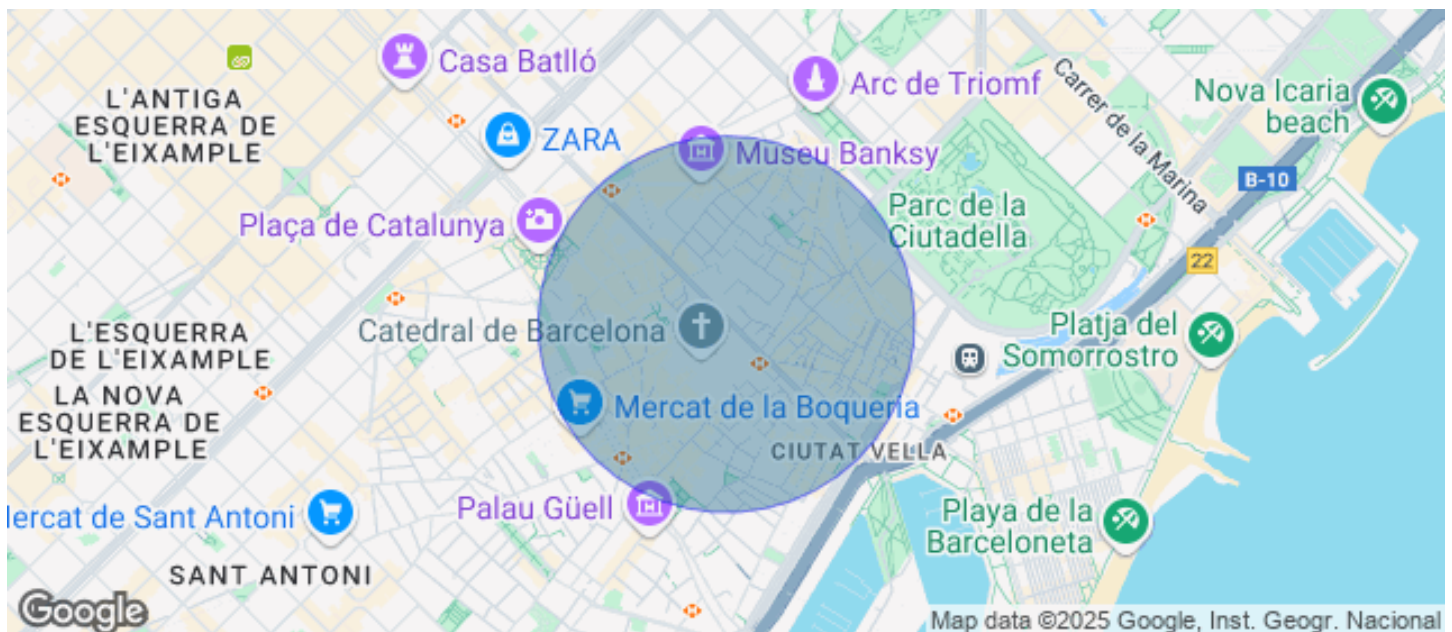 Casa Batlló
Arc de Triomf
Nova Icaria
beach
Carrer de la Marina
L'ANTIGA
ESQUERRA DE
L'EIXAMPLE
ZARA
Museu Banksy
B-10
Plaça de Catalunya
Parc de la
Ciutadella
22
L'ESQUERRA
DE L'EIXAMPLE
Catedral de Barcelona
Platja del
Somorrostro
LA NOVA
ESQUERRA DE
L'EIXAMPLE
Mercat de la Boqueria
CIUTAT VELLA
Palau Güell
Playa de la
Barceloneta
lercat de Sant Antoni
SANT ANTONI
Google
Map data ©2025 Google, Inst. Geogr. Nacional